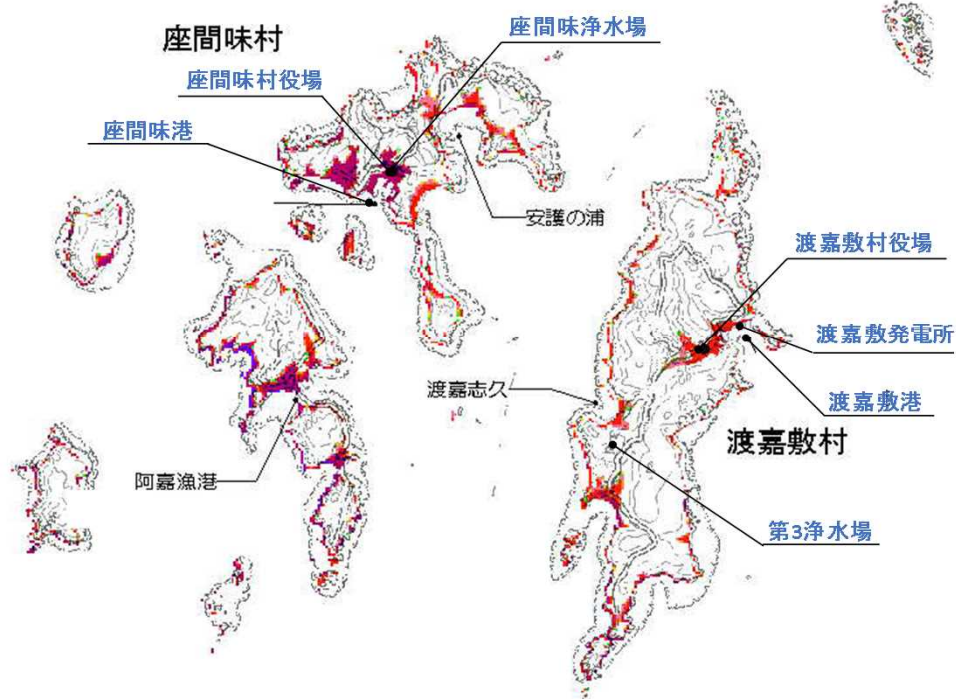 座間味村
座間味浄水場
座間味村役場
座間味港
安護の浦
渡嘉敷村役場
渡嘉敷発電所
渡嘉志久
渡嘉敷港
渡嘉敷村
阿嘉漁港
第3浄水場